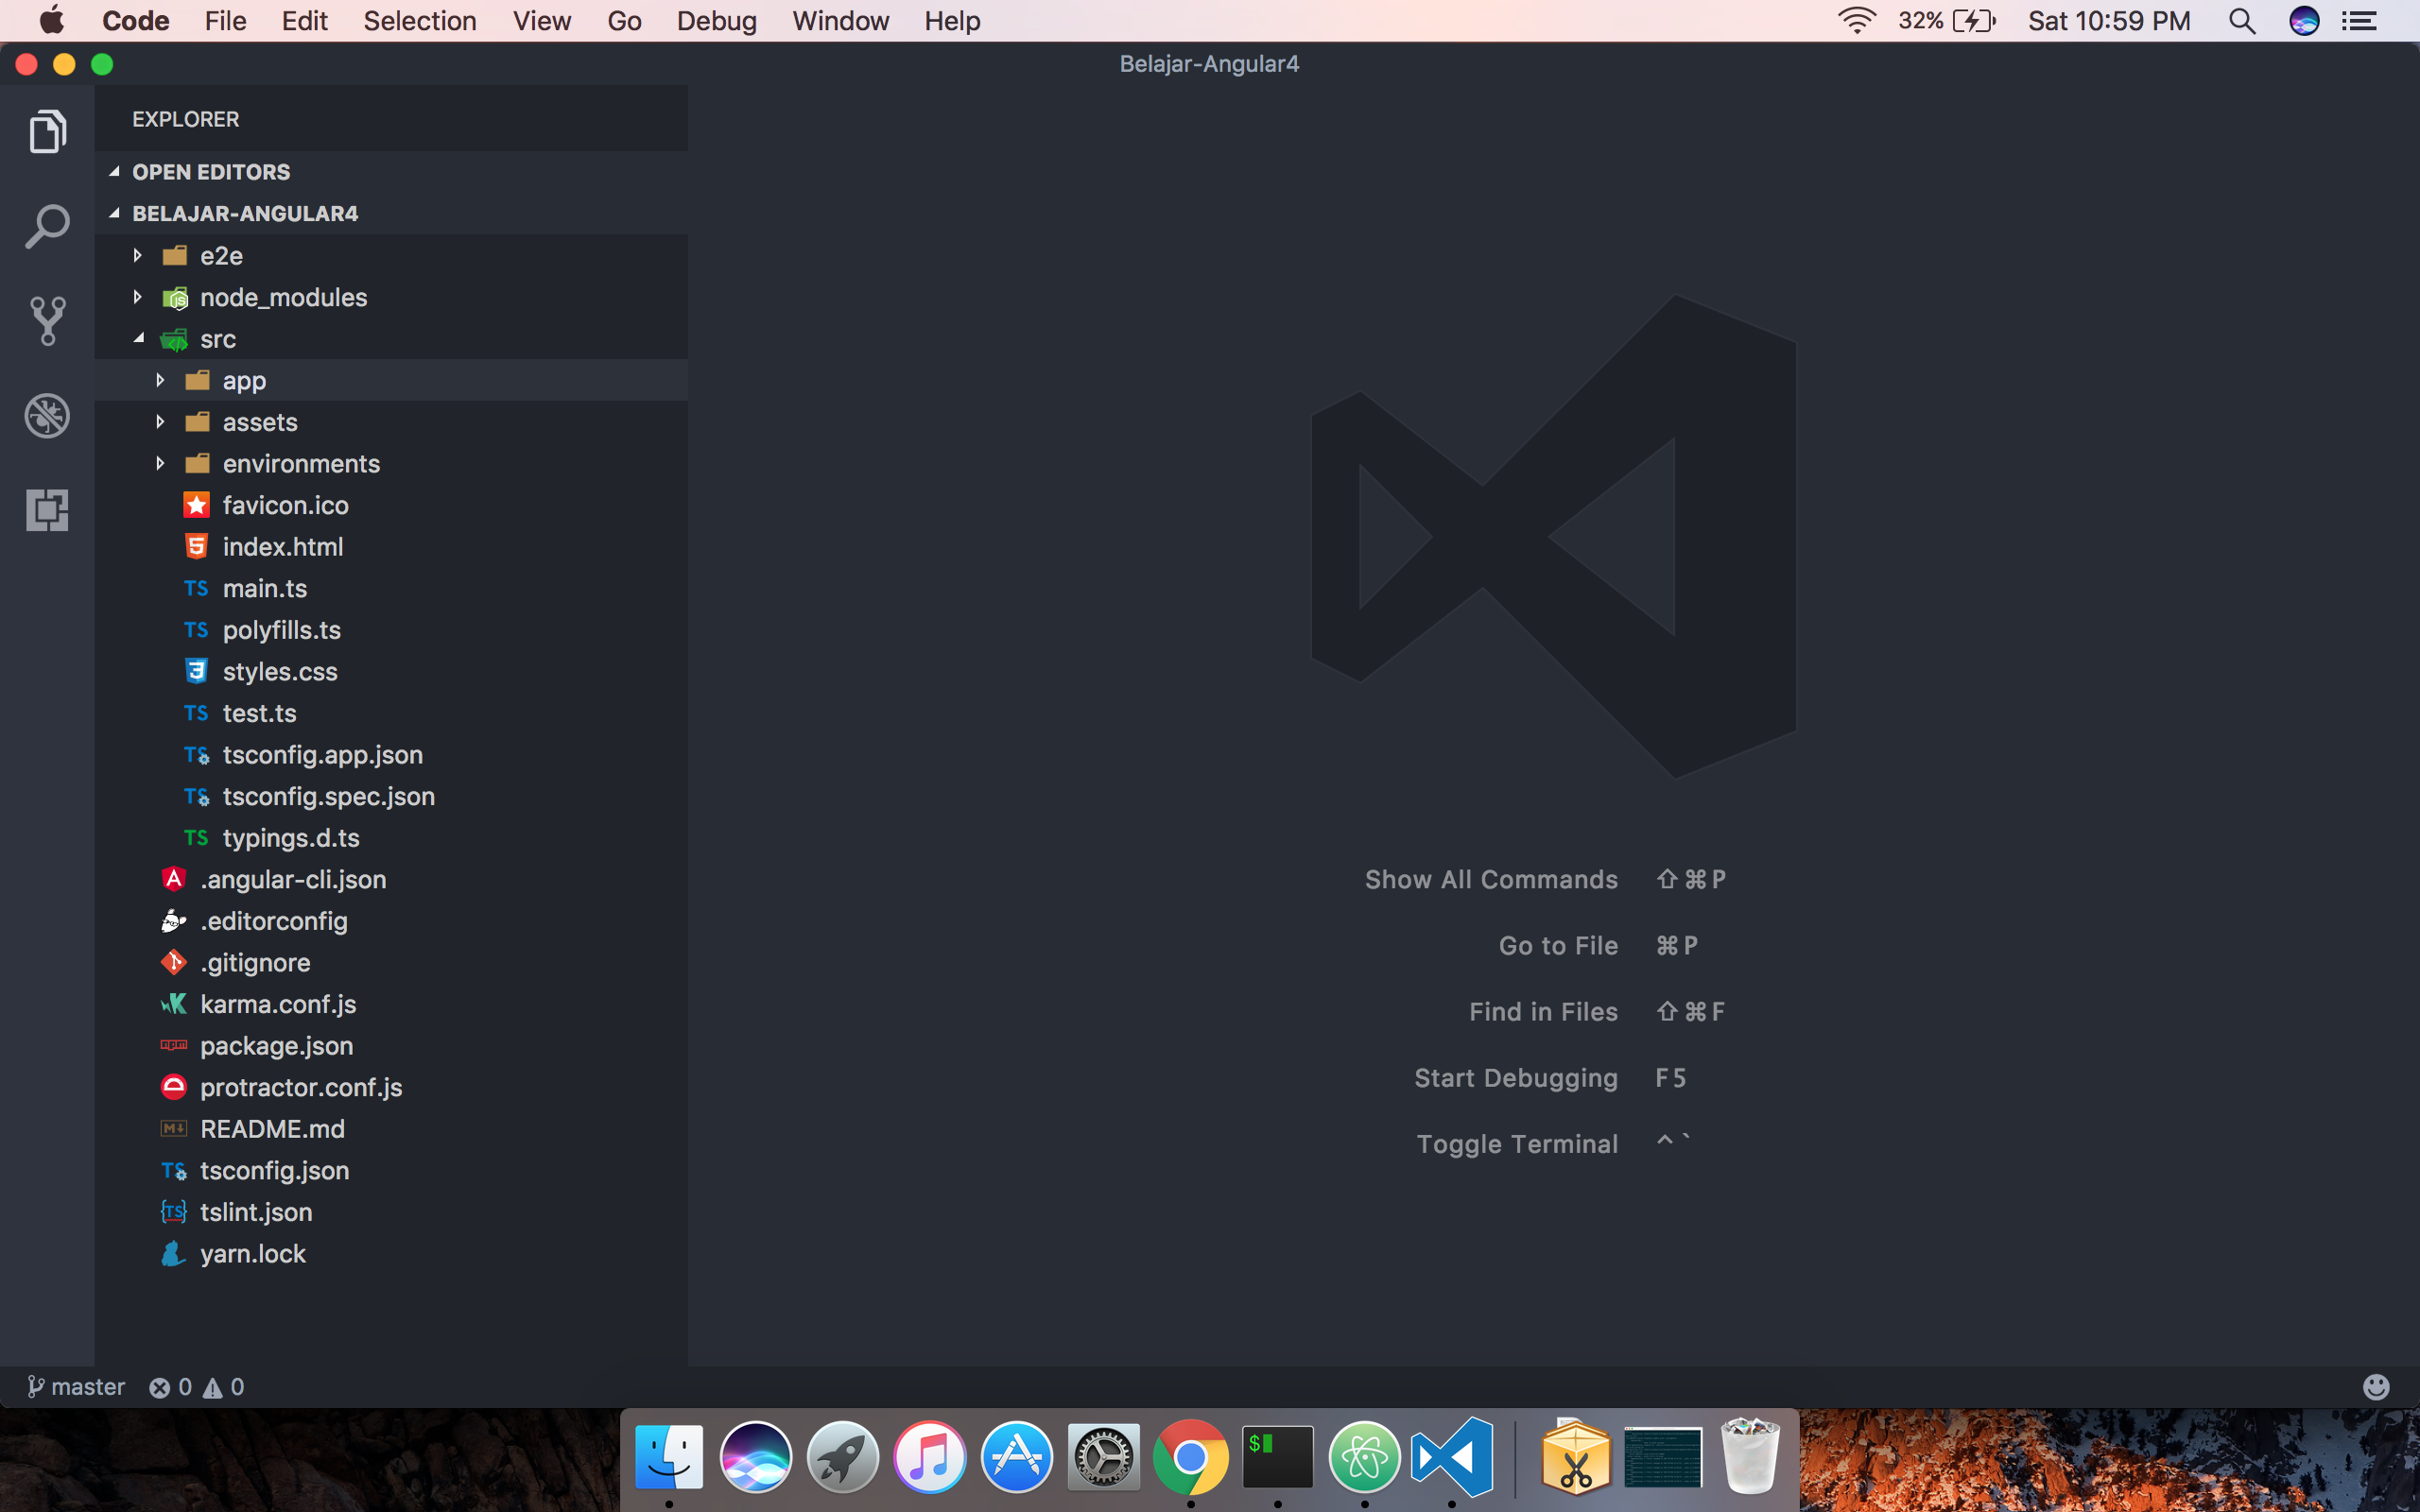 Code File Edit Selection View Go Debug Window Help 32% Sat 10:59 PM
Belajar-Angular4
EXPLORER
OPEN EDITORS
BELAJAR-ANGULAR4
e2e
node_modules
src
app
assets
environments
favicon.ico
index.html
TS main.ts
TS polyfills.ts
styles.css
TS test.ts
TS tsconfig.app.json
TS tsconfig.spec.json
TS typings.d.ts
.angular-cli.json
.editorconfig
.gitignore
karma.conf.js
package.json
protractor.conf.js
README.md
TS tsconfig.json
TS tslint.json
yarn.lock
Show All Commands ⇧⌘P
Go to File ⌘P
Find in Files ⇧⌘F
Start Debugging F5
Toggle Terminal ^`
master 0 0
$